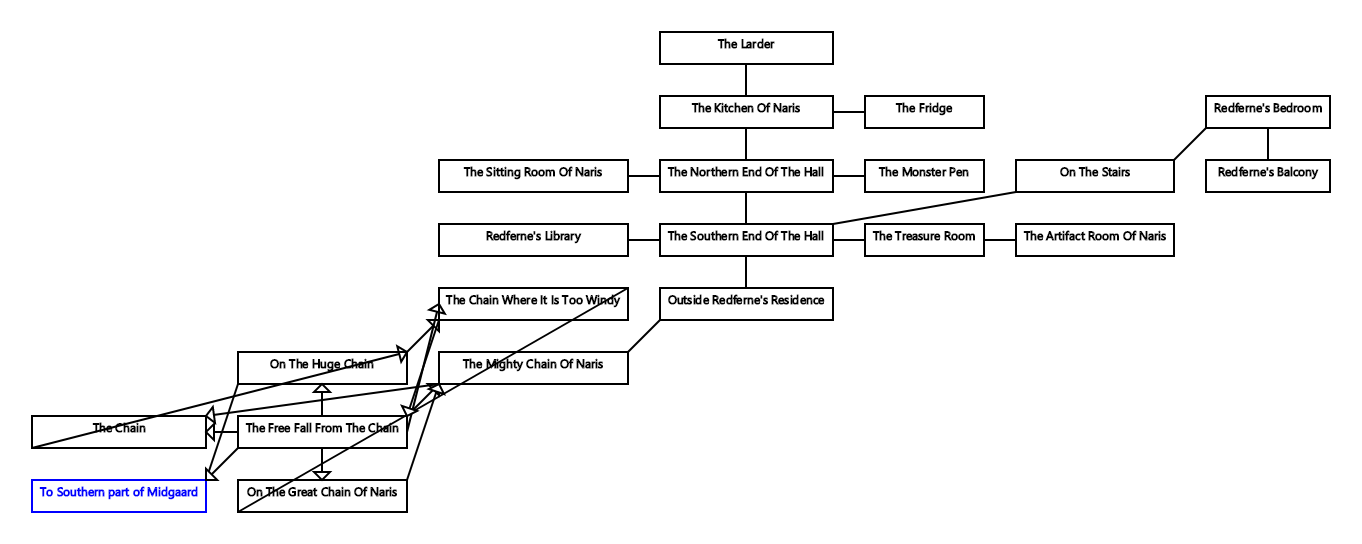 The Larder
The Kitchen Of Naris
The Fridge
Redferne's Bedroom
The Sitting Room Of Naris
The Northern End Of The Hall
The Monster Pen
On The Stairs
Redferne's Balcony
Redferne's Library
The Southern End Of The Hall
The Treasure Room
The Artifact Room Of Naris
The Chain Where It Is Too Windy
Outside Redferne's Residence
On The Huge Chain
The Mighty Chain Of Naris
The Chain
The Free Fall From The Chain
To Southern part of Midgaard
On The Great Chain Of Naris